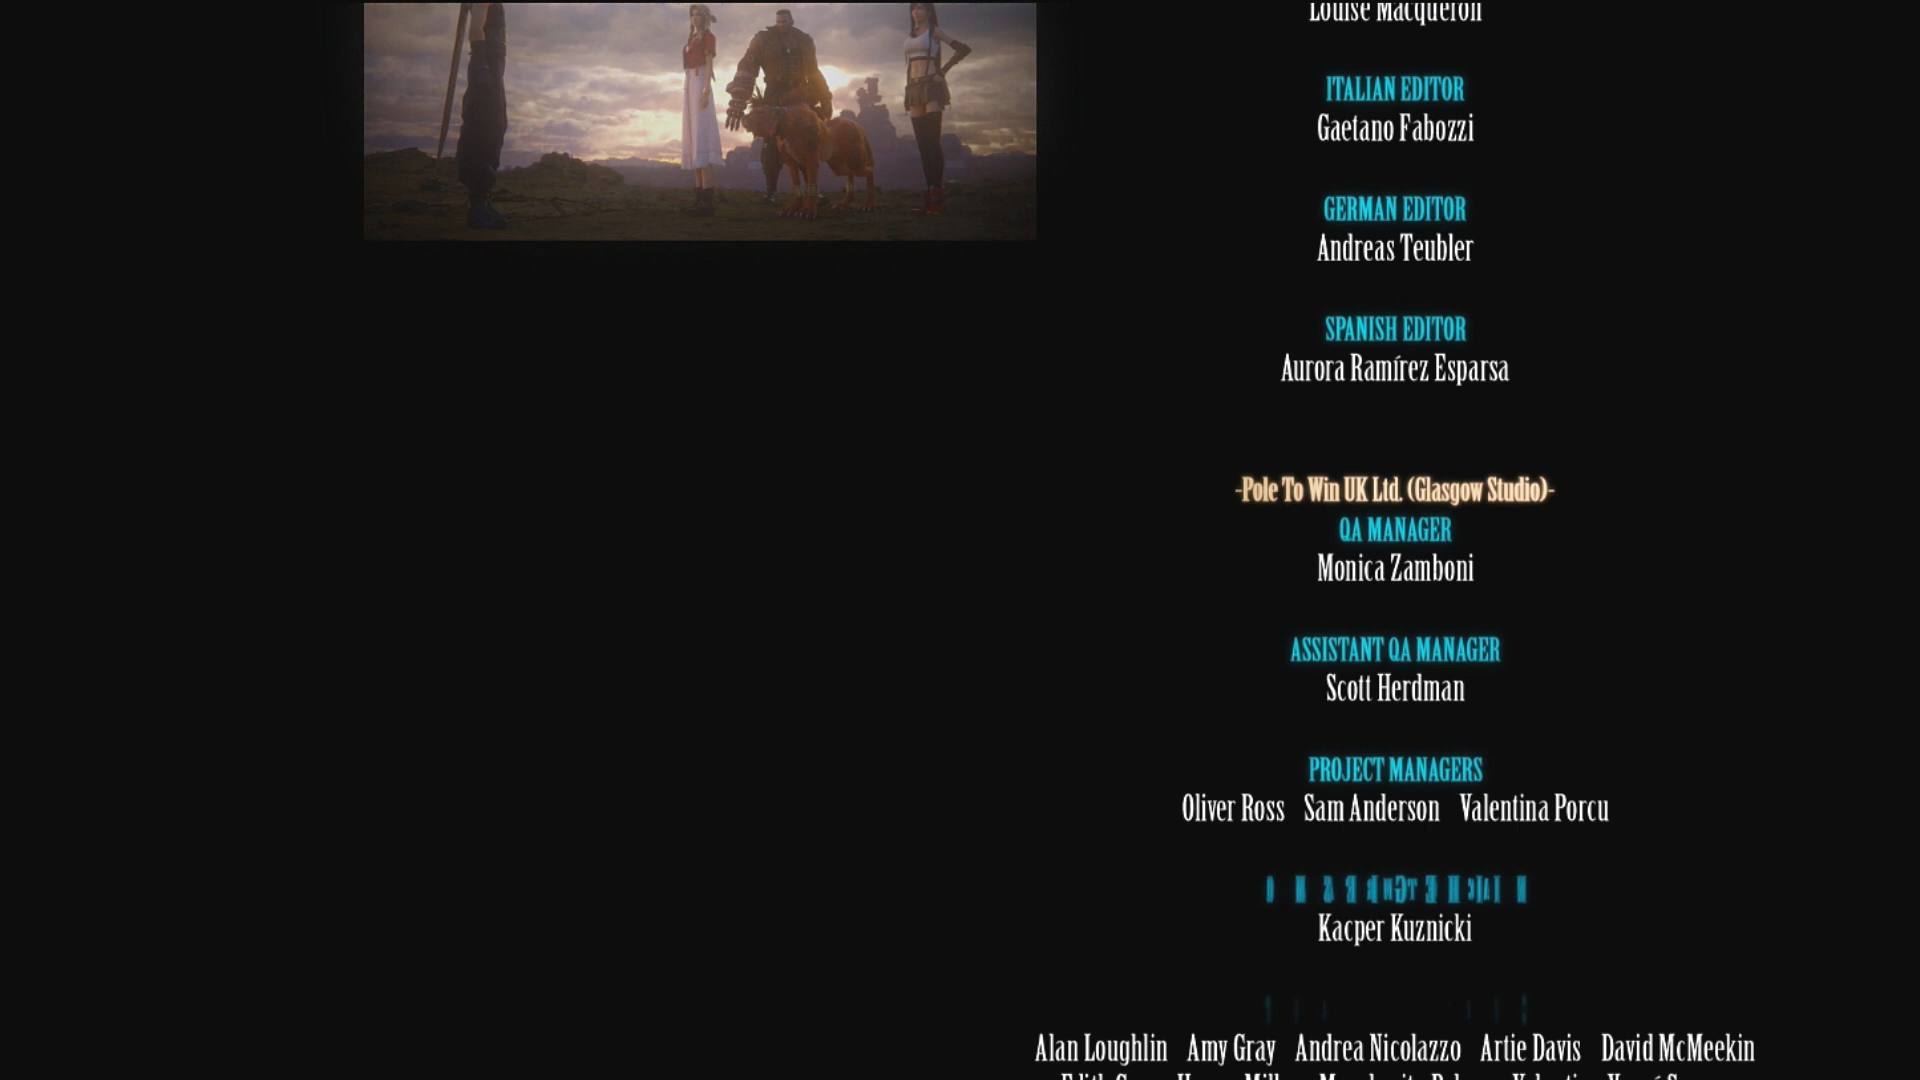 Louise Macqueron
ITALIAN EDITOR
Gaetano Fabozzi
GERMAN EDITOR
Andreas Teubler
SPANISH EDITOR
Aurora Ramírez Esparsa
-Pole To Win UK Ltd. (Glasgow Studio)-
QA MANAGER
Monica Zamboni
ASSISTANT QA MANAGER
Scott Herdman
PROJECT MANAGERS
Oliver Ross Sam Anderson Valentina Porcu
Kacper Kuznicki
Alan Loughlin Amy Gray Andrea Nicolazzo Artie Davis David McMeekin